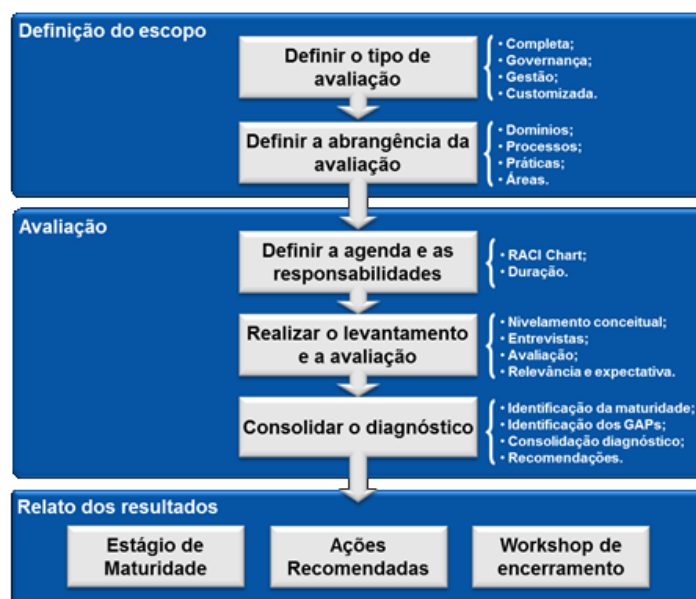 Definição do escopo
Definir o tipo de
avaliação
• Completa;
• Governança;
• Gestão;
• Customizada.
Definir a abrangência da
avaliação
• Domínios;
• Processos;
• Práticas;
• Áreas.
Avaliação
Definir a agenda e as
responsabilidades
• RACI Chart;
• Duração.
Realizar o levantamento
e a avaliação
• Nivelamento conceitual;
• Entrevistas;
• Avaliação;
• Relevância e expectativa.
Consolidar o diagnóstico
• Identificação da maturidade;
• Identificação dos GAPs;
• Consolidação diagnóstico;
• Recomendações.
Relato dos resultados
Estágio de
Maturidade
Ações
Recomendadas
Workshop de
encerramento